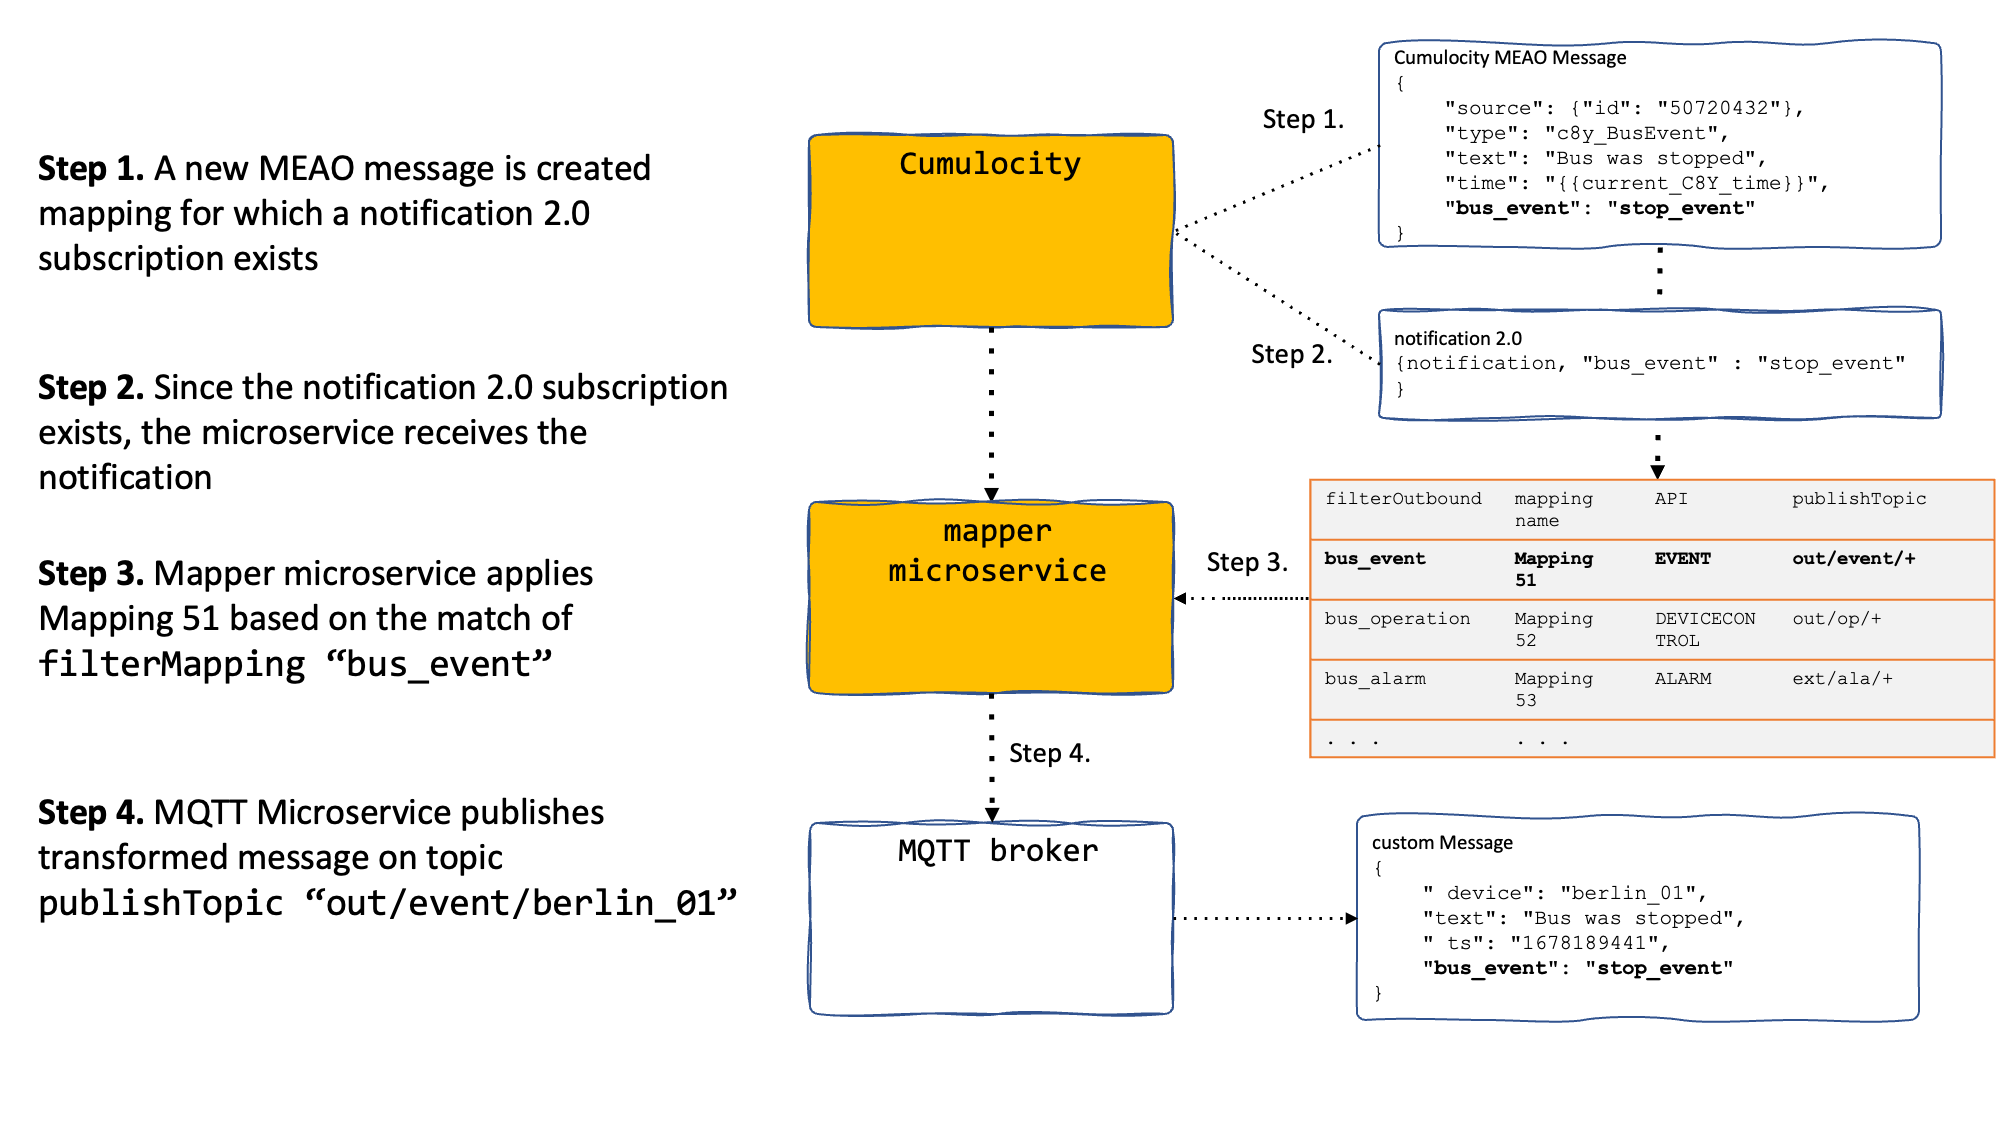 Step 1. A new MEAO message is created
mapping for which a notification 2.0
subscription exists
Step 2. Since the notification 2.0 subscription
exists, the microservice receives the
notification
Step 3. Mapper microservice applies
Mapping 51 based on the match of
filterMapping “bus_event”
Step 4. MQTT Microservice publishes
transformed message on topic
publishTopic “out/event/berlin_01”
Cumulocity
mapper
microservice
Step 4.
MQTT broker
Step 1.
Step 2.
Step 3.
Cumulocity MEAO Message
{
"source": {"id": "50720432"},
"type": "c8y_BusEvent",
"text": "Bus was stopped",
"time": "{{current_C8Y_time}}",
"bus_event": "stop_event"
}
notification 2.0
{notification, "bus_event" : "stop_event"
}
filterOutbound mapping name API publishTopic
bus_event Mapping 51 EVENT out/event/+
bus_operation Mapping 52 DEVICECONTROL out/op/+
bus_alarm Mapping 53 ALARM ext/ala/+
. . . . . .
custom Message
{
" device": "berlin_01",
"text": "Bus was stopped",
" ts": "1678189441",
"bus_event": "stop_event"
}